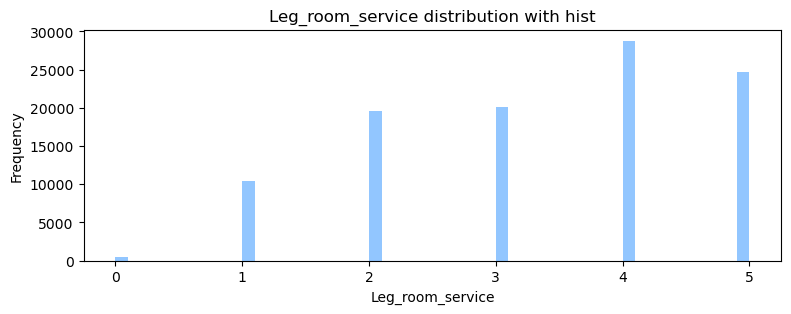 Leg_room_service distribution with hist
Frequency
30000
25000
20000
15000
10000
5000
0
0 1 2 3 4 5
Leg_room_service